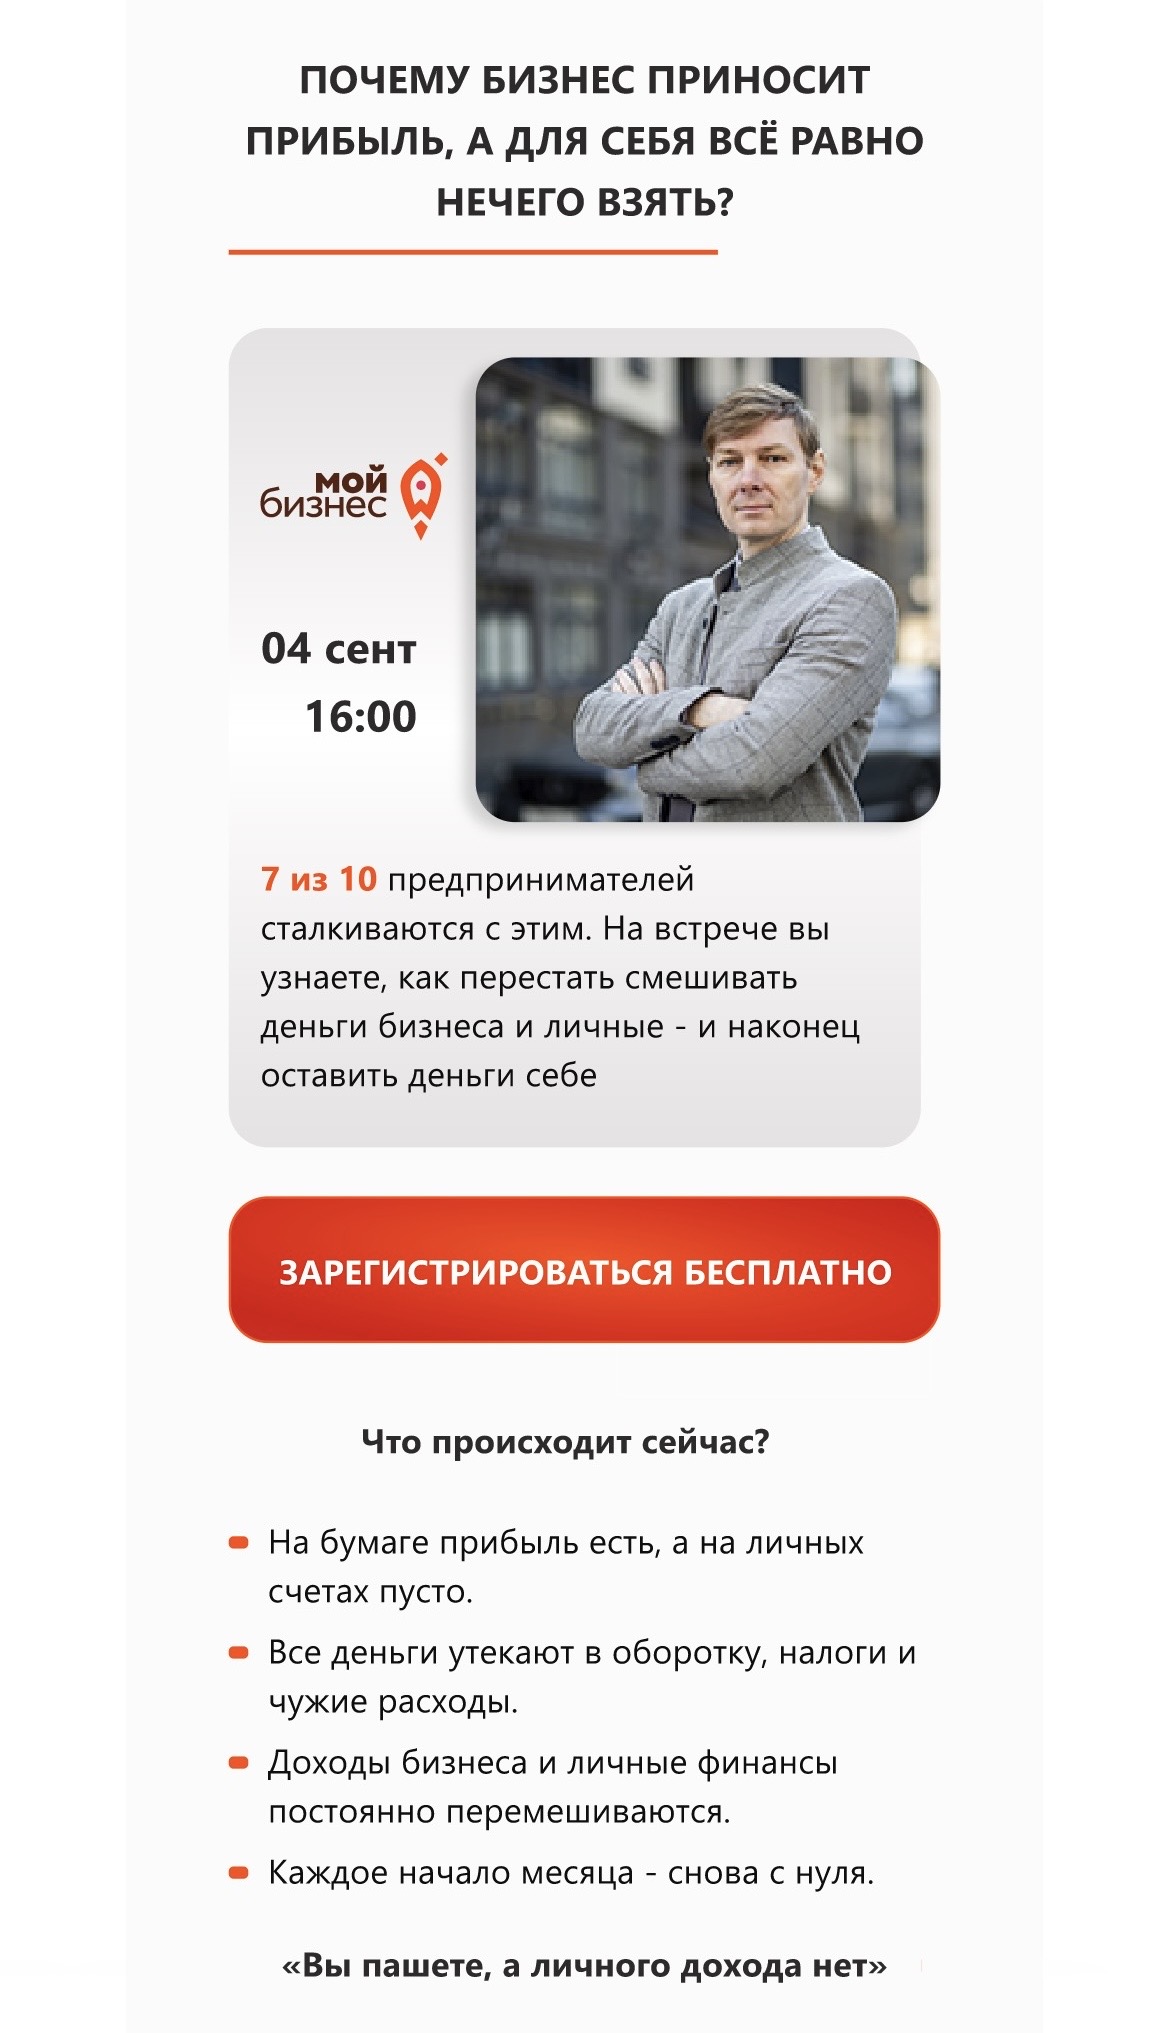 ПОЧЕМУ БИЗНЕС ПРИНОСИТ
ПРИБЫЛЬ, А ДЛЯ СЕБЯ ВСЁ РАВНО
НЕЧЕГО ВЗЯТЬ?
мой
бизнес
04 сент
16:00
7 из 10 предпринимателей
сталкиваются с этим. На встрече вы
узнаете, как перестать смешивать
деньги бизнеса и личные - и наконец
оставить деньги себе
ЗАРЕГИСТРИРОВАТЬСЯ БЕСПЛАТНО
Что происходит сейчас?
На бумаге прибыль есть, а на личных
счетах пусто.
Все деньги утекают в оборотку, налоги и
чужие расходы.
Доходы бизнеса и личные финансы
постоянно перемешиваются.
Каждое начало месяца - снова с нуля.
«Вы пашете, а личного дохода нет»